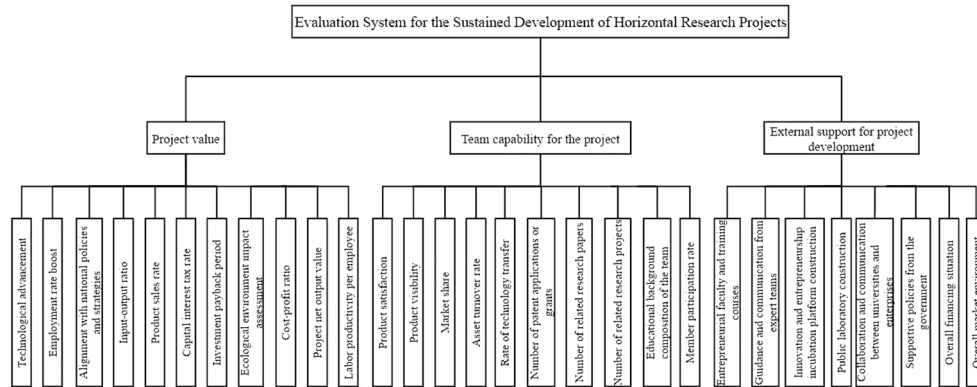 Evaluation System for the Sustained Development of Horizontal Research Projects
Project value
Team capability for the project
External support for project
development
Technological advancement
Employment rate boost
Alignment with national policies
and strategies
Input-output ratio
Product sales rate
Capital interest tax rate
Investment payback period
Ecological environment impact
assessment
Cost-profit ratio
Project net output value
Labor productivity per employee
Product satisfaction
Product visibility
Market share
Asset turnover rate
Rate of technology transfer
Number of patent applications or
grants
Number of related research papers
Number of related research projects
Educational background
composition of the team
Member participation rate
Entrepreneurial faculty and training
courses
Guidance and communication from
expert teams
Innovation and entrepreneurship
incubation platform construction
Public laboratory construction
Collaboration and communication
between universities and
enterprises
Supportive policies from the
government
Overall financing situation